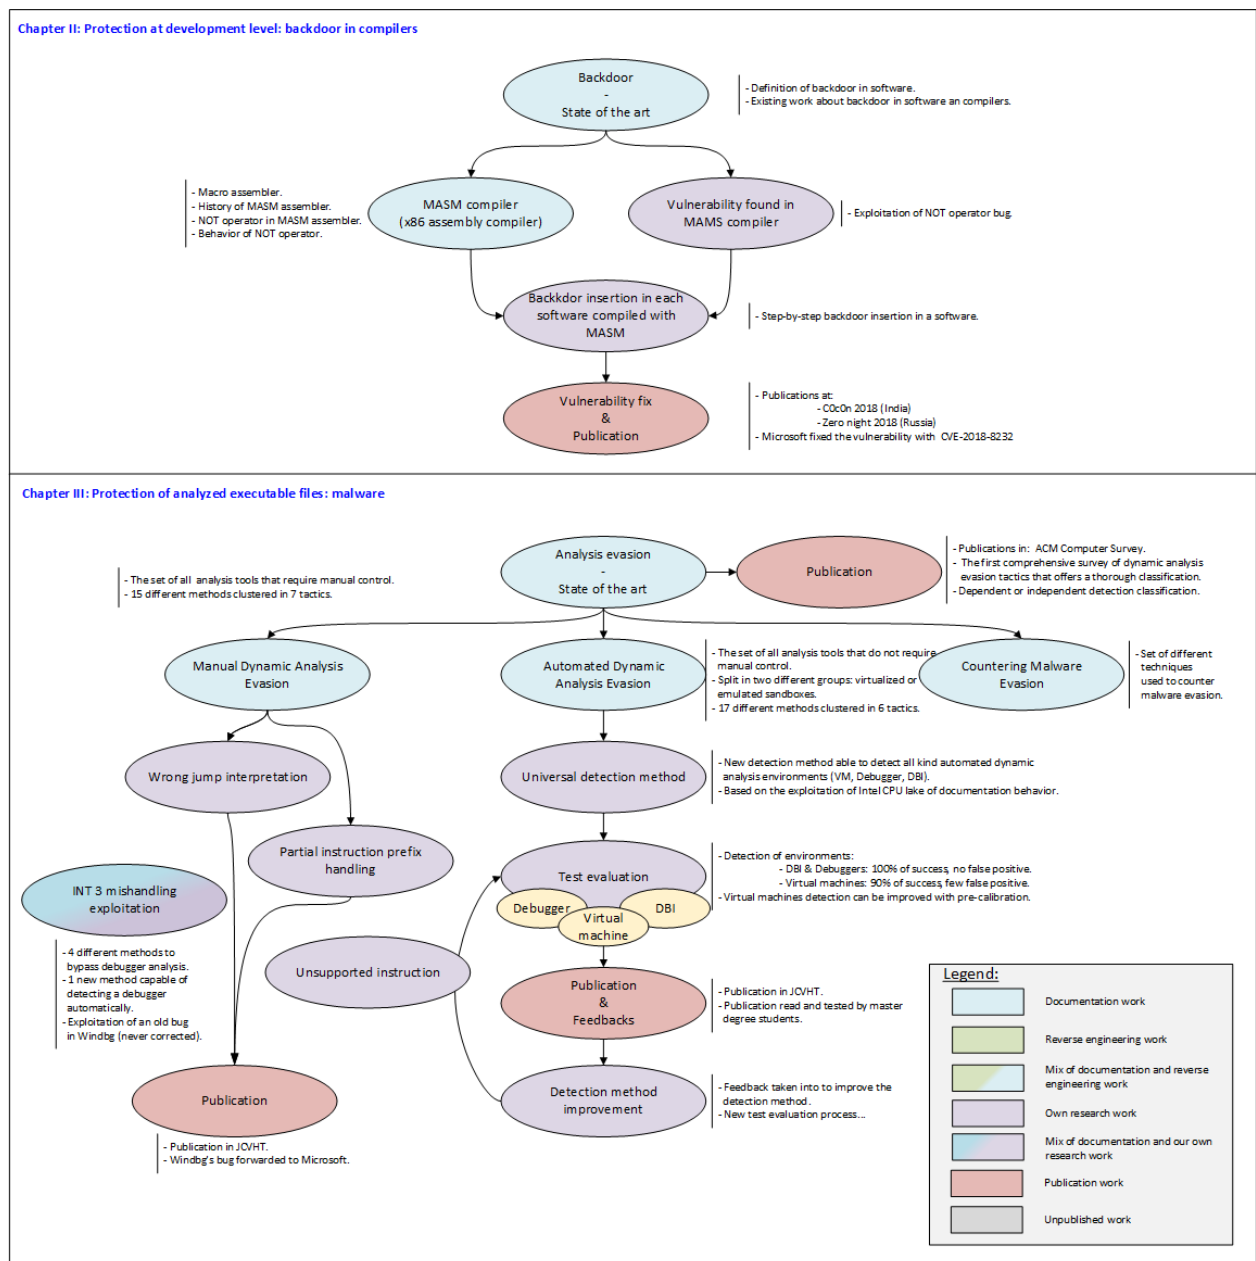 Chapter II: Protection at development level: backdoor in compilers
Backdoor
-
State of the art
- Definition of backdoor in software.
- Existing work about backdoor in software an compilers.
- Macro assembler.
- History of MASM assembler.
- NOT operator in MASM assembler.
- Behavior of NOT operator.
MASM compiler
(x86 assembly compiler)
Vulnerability found in
MAMS compiler
- Exploitation of NOT operator bug.
Backkdor insertion in each
software compiled with
MASM
- Step-by-step backdoor insertion in a software.
Vulnerability fix
&
Publication
- Publications at:
- C0c0n 2018 (India)
- Zero night 2018 (Russia)
- Microsoft fixed the vulnerability with CVE-2018-8232
Chapter III: Protection of analyzed executable files: malware
Analysis evasion
-
State of the art
Publication
- Publications in: ACM Computer Survey.
- The first comprehensive survey of dynamic analysis
evasion tactics that offers a thorough classification.
- Dependent or independent detection classification.
- The set of all analysis tools that require manual control.
- 15 different methods clustered in 7 tactics.
Manual Dynamic Analysis
Evasion
Automated Dynamic
Analysis Evasion
- The set of all analysis tools that do not require
manual control.
- Split in two different groups: virtualized or
emulated sandboxes.
- 17 different methods clustered in 6 tactics.
Countering Malware
Evasion
- Set of different
techniques
used to counter
malware evasion.
Wrong jump interpretation
Universal detection method
- New detection method able to detect all kind automated dynamic
analysis environments (VM, Debugger, DBI).
- Based on the exploitation of Intel CPU lake of documentation behavior.
Partial instruction prefix
handling
Test evaluation
Debugger
Virtual
machine
DBI
- Detection of environments:
- DBI & Debuggers: 100% of success, no false positive.
- Virtual machines: 90% of success, few false positive.
- Virtual machines detection can be improved with pre-calibration.
INT 3 mishandling
exploitation
- 4 different methods to
bypass debugger analysis.
- 1 new method capable of
detecting a debugger
automatically.
- Exploitation of an old bug
in Windbg (never corrected).
Unsupported instruction
Publication
&
Feedbacks
- Publication in JCVHT.
- Publication read and tested by master
degree students.
Publication
- Publication in JCVHT.
- Windbg's bug forwarded to Microsoft.
Detection method
improvement
- Feedback taken into to improve the
detection method.
- New test evaluation process...
Legend:
Documentation work
Reverse engineering work
Mix of documentation and reverse
engineering work
Own research work
Mix of documentation and our own
research work
Publication work
Unpublished work